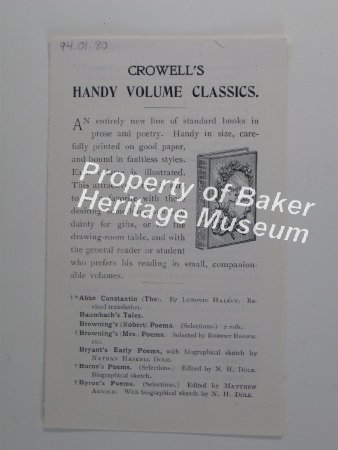 94.01.80
CROWELL'S
HANDY VOLUME CLASSICS.
AN entirely new line of standard books in
prose and poetry. Handy in size, care-
fully printed on good paper,
and bound in faultless styles.
is illustrated.
This
to with the
desiring
dainty for gifts, or the
drawing-room table, and with
the general reader or student
who prefers his reading in small, companion-
able volumes.
Property of Baker
Heritage Museum
†*Abbe Constantin (The). By LUDOVIC HALÉVY. Re-
vised translation.
Baumbach's Tales.
Browning's (Robert) Poems. (Selections.) 2 vols.
†Browning's (Mrs.) Poems. Selected by ROBERT BROWN-
ING.
Bryant's Early Poems, with biographical sketch by
NATHAN HASKELL DOLE.
†Burns's Poems. (Selections.) Edited by N. H. DOLE.
Biographical sketch.
†Byron's Poems. (Selections.) Edited by MATTHEW
ARNOLD. With biographical sketch by N. H. DOLE.